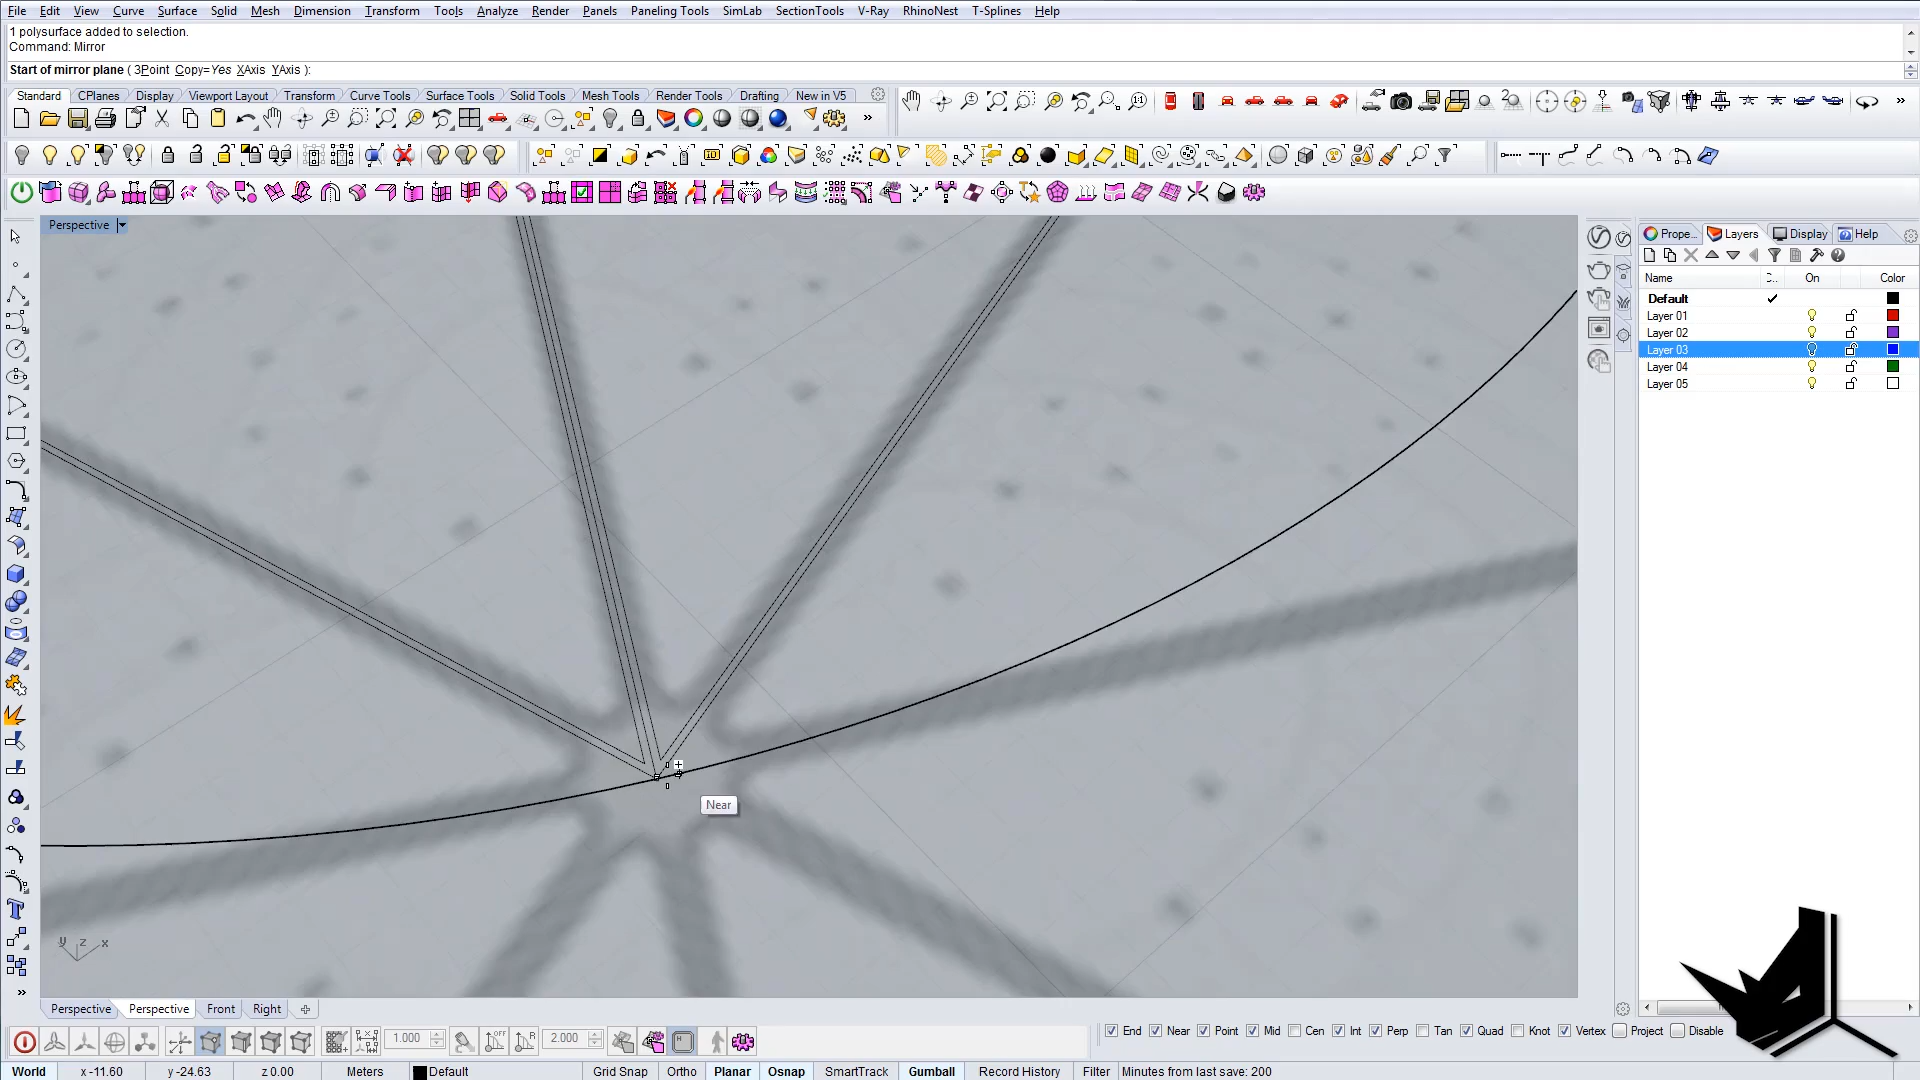 File Edit View Curve Surface Solid Mesh Dimension Transform Tools Analyze Render Panels Paneling Tools SimLab SectionTools V-Ray RhinoNest T-Splines Help
1 polysurface added to selection.
Command: Mirror
Start of mirror plane ( 3Point Copy=Yes XAxis YAxis ):
Standard CPlanes Display Viewport Layout Transform Curve Tools Surface Tools Solid Tools Mesh Tools Render Tools Drafting New in V5
Perspective
Prope... Layers Display Help
Name On Color
Default
Layer 01
Layer 02
Layer 03
Layer 04
Layer 05
Near
y z x
Perspective Perspective Front Right
1.000 2.000
End Near Point Mid Cen Int Perp Tan Quad Knot Vertex Project Disable
World x -11.60 y -24.63 z 0.00 Meters Default Grid Snap Ortho Planar Osnap SmartTrack Gumball Record History Filter Minutes from last save: 200